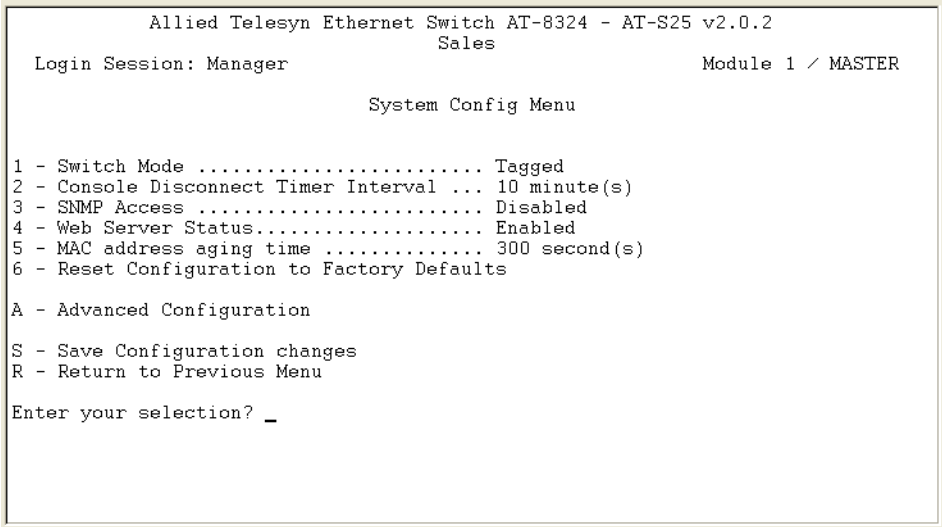 Allied Telesyn Ethernet Switch AT-8324 - AT-S25 v2.0.2
Sales
Login Session: Manager Module 1 / MASTER
System Config Menu
1 - Switch Mode ......................... Tagged
2 - Console Disconnect Timer Interval ... 10 minute(s)
3 - SNMP Access ......................... Disabled
4 - Web Server Status.................... Enabled
5 - MAC address aging time .............. 300 second(s)
6 - Reset Configuration to Factory Defaults
A - Advanced Configuration
S - Save Configuration changes
R - Return to Previous Menu
Enter your selection? _